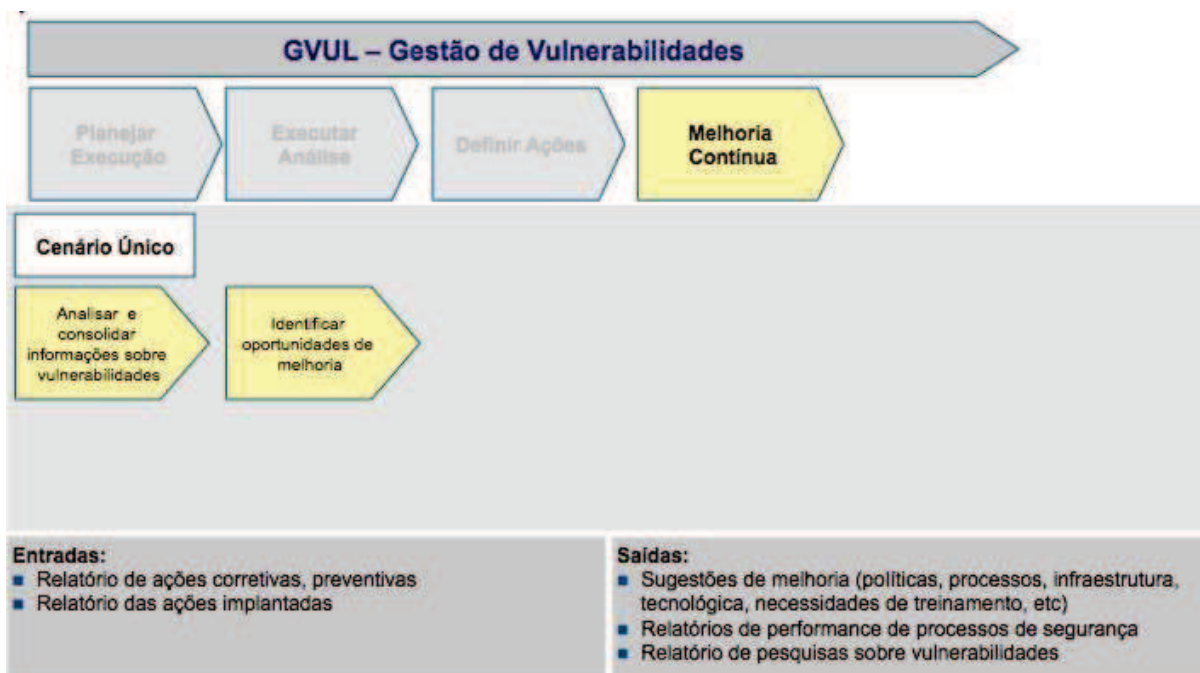 GVUL – Gestão de Vulnerabilidades
Planejar
Execução
Executar
Análise
Definir Ações
Melhoria
Contínua
Cenário Único
Analisar e
consolidar
informações sobre
vulnerabilidades
Identificar
oportunidades de
melhoria
Entradas:
Relatório de ações corretivas, preventivas
Relatório das ações implantadas
Saídas:
Sugestões de melhoria (políticas, processos, infraestrutura,
tecnológica, necessidades de treinamento, etc)
Relatórios de performance de processos de segurança
Relatório de pesquisas sobre vulnerabilidades